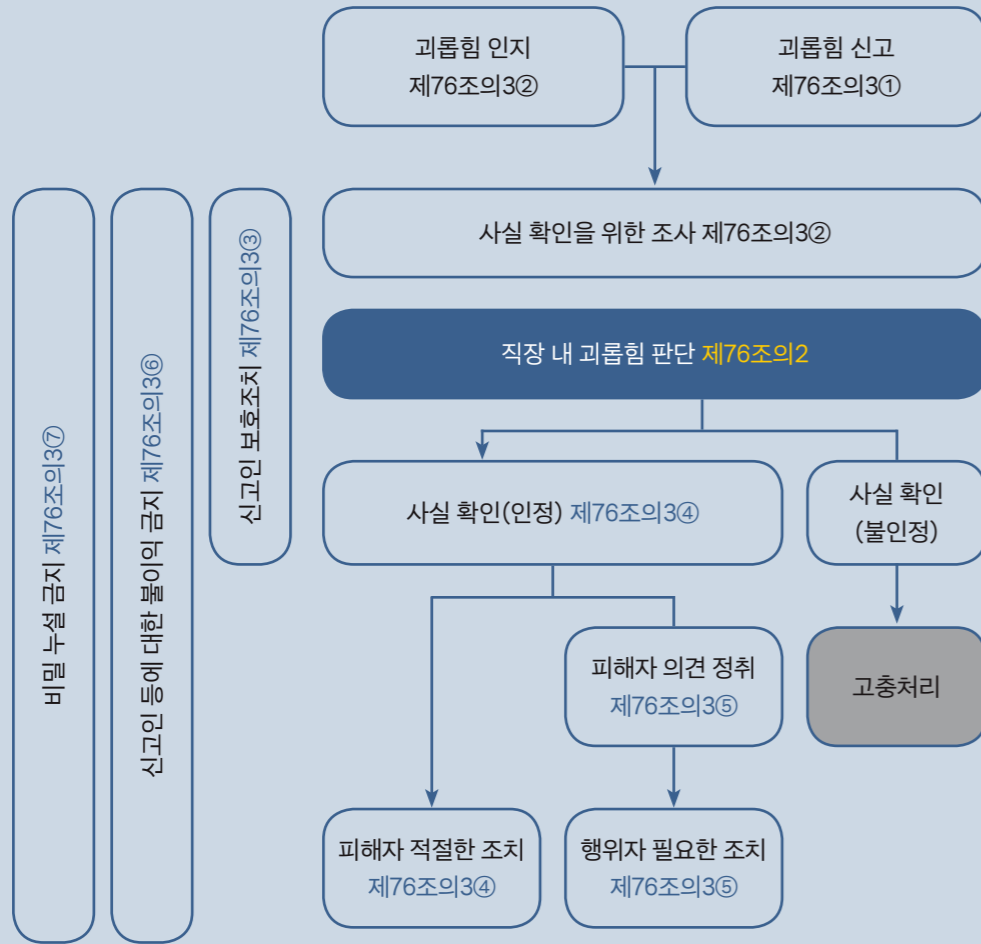 괴롭힘 인지
제76조의3②
괴롭힘 신고
제76조의3①
사실 확인을 위한 조사 제76조의3②
직장 내 괴롭힘 판단 제76조의2
사실 확인(인정) 제76조의3④
사실 확인
(불인정)
피해자 의견 청취
제76조의3⑤
고충처리
피해자 적절한 조치
제76조의3④
행위자 필요한 조치
제76조의3⑤
비밀 누설 금지 제76조의3⑦
신고인 등에 대한 불이익 금지 제76조의3⑥
신고인 보호조치 제76조의3③